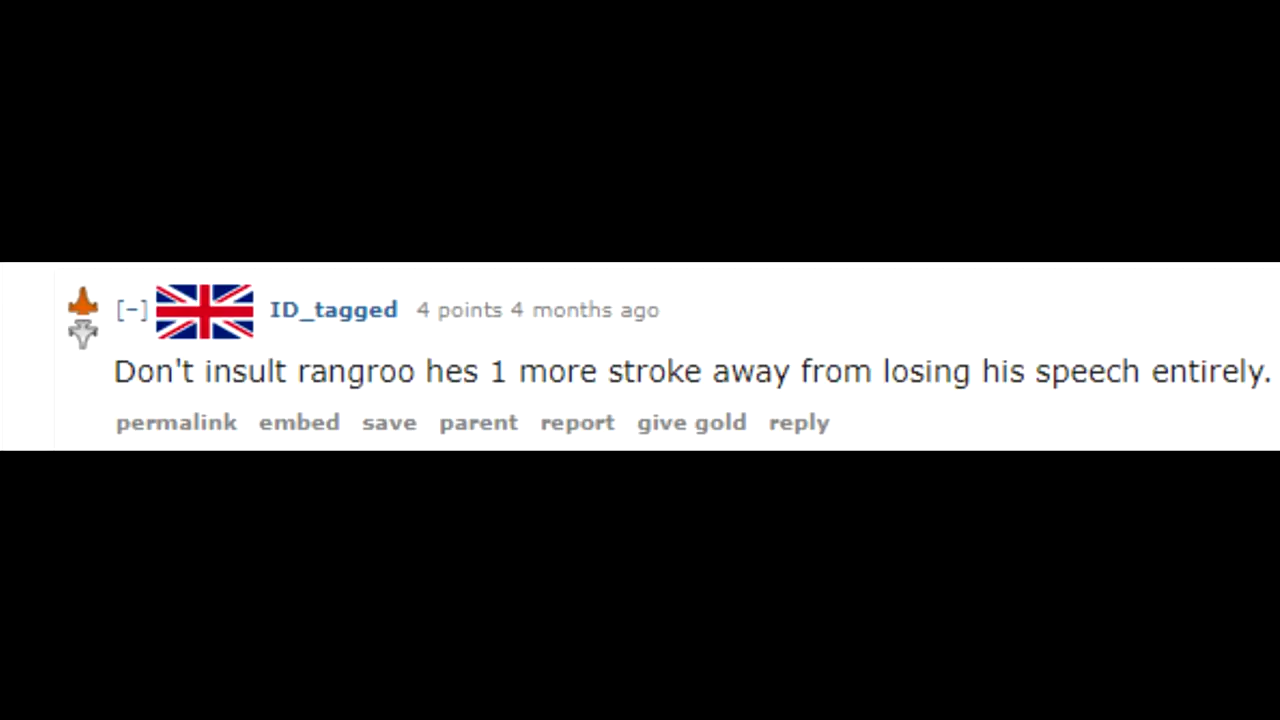 [-] ID_tagged 4 points 4 months ago
Don't insult rangroo hes 1 more stroke away from losing his speech entirely.
permalink embed save parent report give gold reply